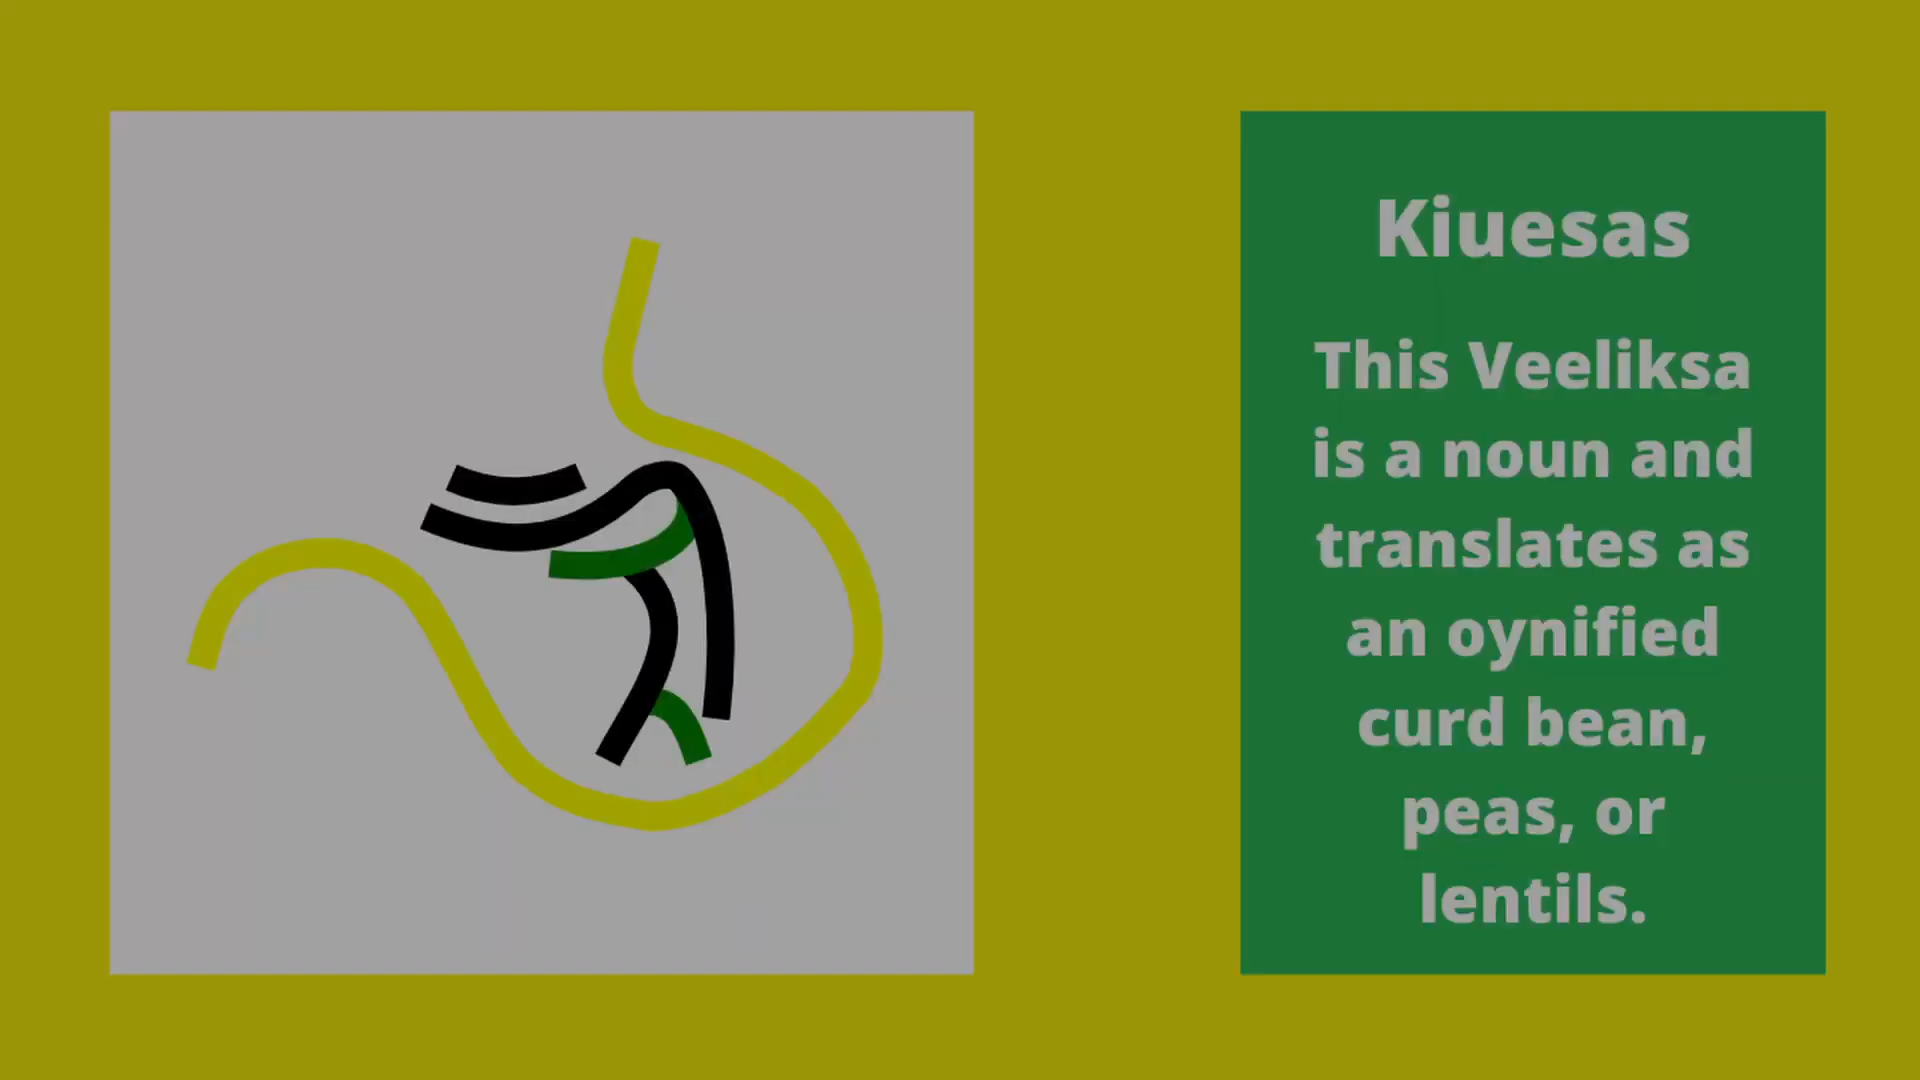 Kiuesas
This Veeliksa
is a noun and
translates as
an oynified
curd bean,
peas, or
lentils.